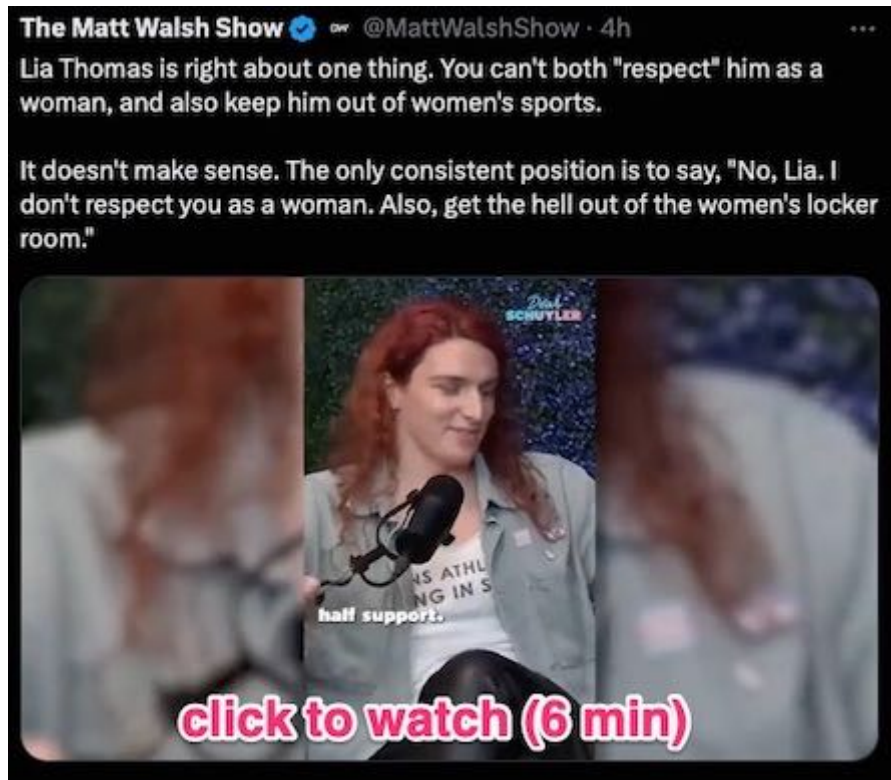 The Matt Walsh Show DW @MattWalshShow · 4h
Lia Thomas is right about one thing. You can't both "respect" him as a
woman, and also keep him out of women's sports.
It doesn't make sense. The only consistent position is to say, "No, Lia. I
don't respect you as a woman. Also, get the hell out of the women's locker
room."
Dear
SCHUYLER
NS ATHL
NG IN S
half support.
click to watch (6 min)